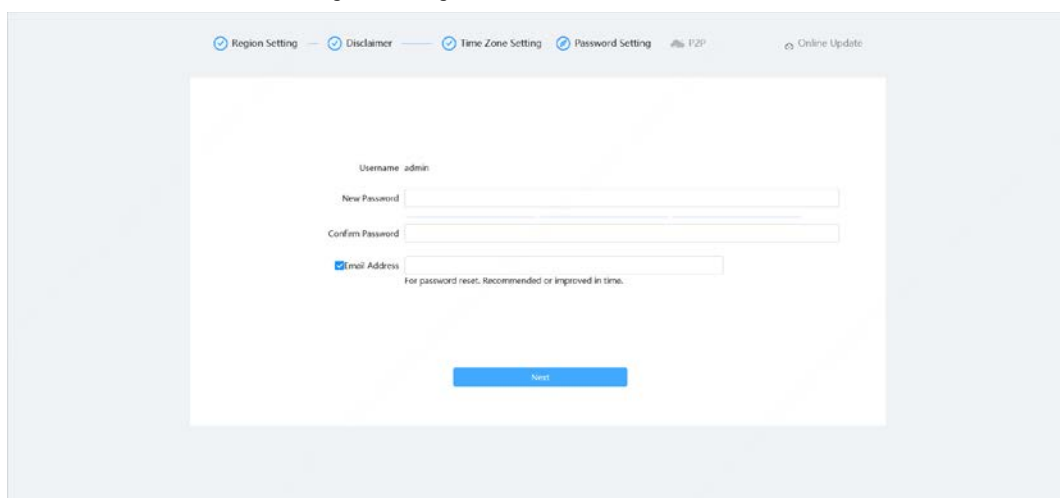 Region Setting Disclaimer Time Zone Setting Password Setting P2P Online Update
Username admin
New Password
Confirm Password
Email Address
For password reset. Recommended or improved in time.
Next